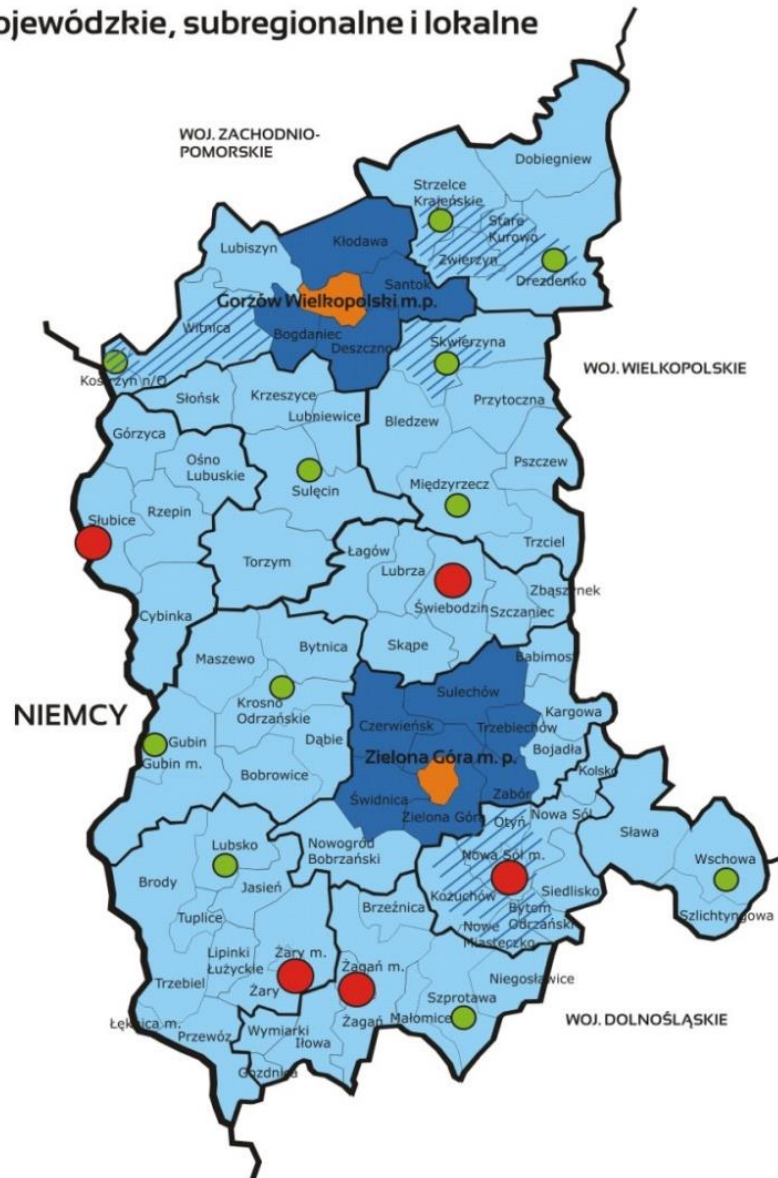 ojewódzkie, subregionalne i lokalne
WOJ. ZACHODNIO-
POMORSKIE
Dobiegniew
Strzelce
Krajeńskie
Stare
Kurowo
Kłodawa
Lubiszyn
Zwierzyn
Drezdenko
Santok
Gorzów Wielkopolski m.p.
Witnica
Bogdaniec
Deszczno
Skwierzyna
WOJ. WIELKOPOLSKIE
Kostrzyn n/O
Słońsk
Krzeszyce
Lubniewice
Przytoczna
Bledzew
Górzyca
Ośno
Lubuskie
Pszczew
Sulęcin
Międzyrzecz
Rzepin
Słubice
Trzciel
Torzym
Łagów
Lubrza
Zbąszynek
Świebodzin
Szczaniec
Cybinka
Skąpe
Bytnica
Maszewo
Babimost
Sulechów
Krosno
Odrzańskie
Kargowa
NIEMCY
Czerwieńsk
Trzebiechów
Dąbie
Bojadła
Gubin
Gubin m.
Zielona Góra m. p.
Bobrowice
Kolsko
Świdnica
Zabór
Zielona Góra
Otyń
Nowa Sól
Sława
Lubsko
Nowogród
Bobrzański
Nowa Sól m.
Wschowa
Brody
Jasień
Kożuchów
Siedlisko
Brzeźnica
Bytom
Odrzański
Szlichtyngowa
Tuplice
Nowe
Miasteczko
Lipinki
Łużyckie
Żary m.
Żagań m.
Niegosławice
Trzebiel
Żary
Szprotawa
Łęknica m.
Przewóz
Wymiarki
Iłowa
Żagań
Małomice
WOJ. DOLNOŚLĄSKIE
Gozdnica